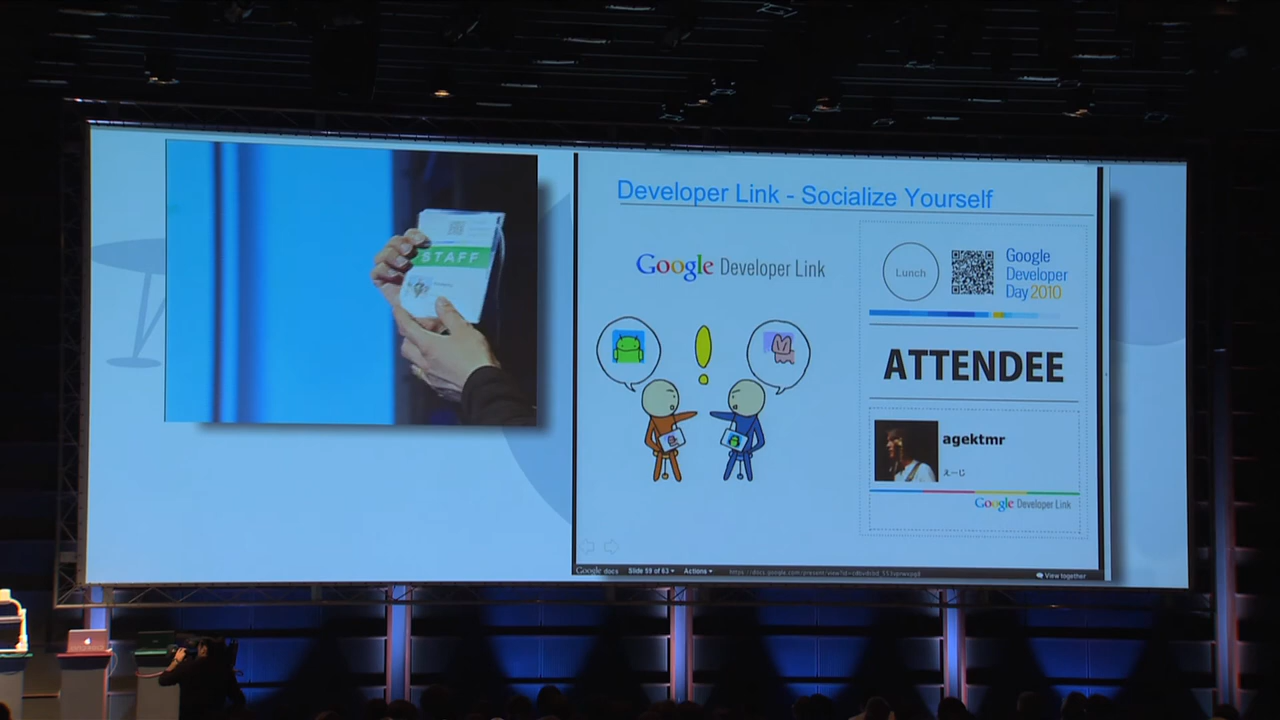 STAFF
Developer Link - Socialize Yourself
Google Developer Link
Lunch
Google
Developer
Day 2010
ATTENDEE
agektmr
えーじ
Google Developer Link
Google docs
Slide 59 of 63
Actions
View together